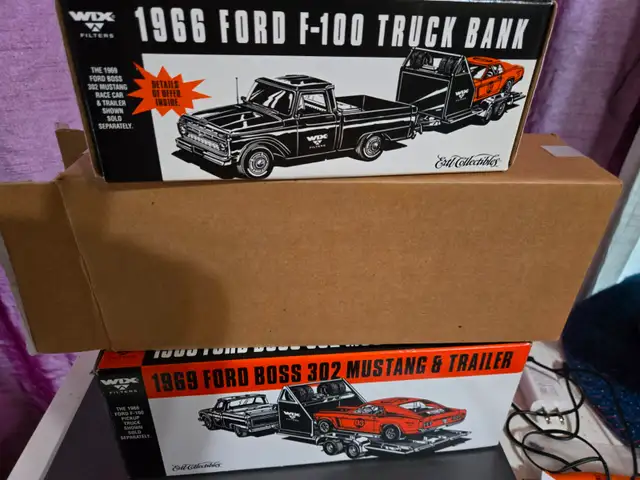 WIX
FILTERS
1966 FORD F-100 TRUCK BANK
THE 1969
FORD BOSS
302 MUSTANG
RACE CAR
& TRAILER
SHOWN
SOLD
SEPARATELY.
DETAILS
OF OFFER
INSIDE.
WIX
FILTERS
WIX
Ertl Collectibles
1969 FORD BOSS 302 MUSTANG & TRAILER
WIX
FILTERS
THE 1966
FORD F-100
PICKUP
TRUCK
SHOWN
SOLD
SEPARATELY.
WIX
Ertl Collectibles